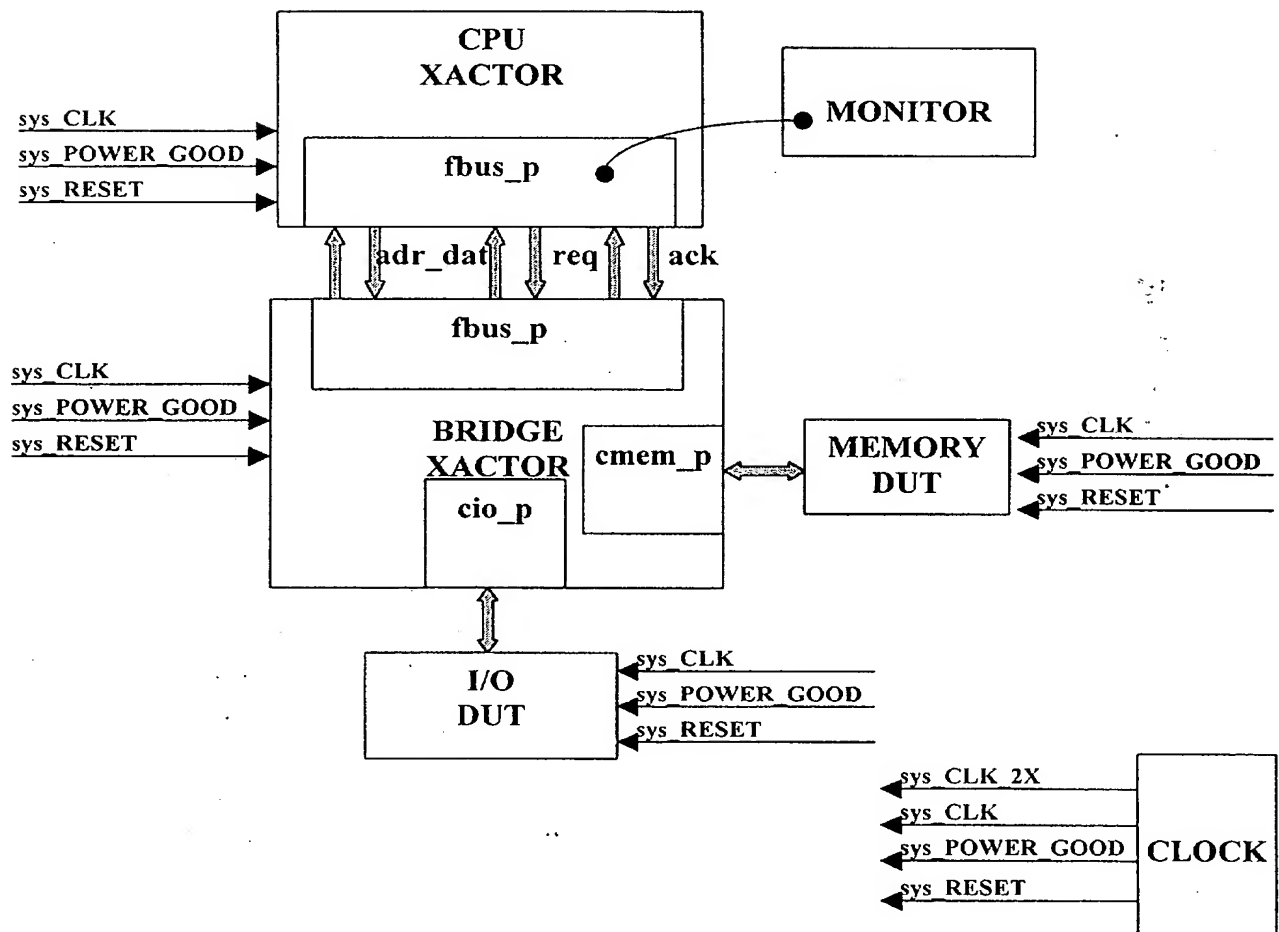 CPU
XACTOR
MONITOR
sys_CLK
sys_POWER_GOOD
sys_RESET
fbus_p
adr_dat
req
ack
fbus_p
sys_CLK
sys_POWER_GOOD
sys_RESET
BRIDGE
XACTOR
cmem_p
cio_p
MEMORY
DUT
sys_CLK
sys_POWER_GOOD
sys_RESET
I/O
DUT
sys_CLK
sys_POWER_GOOD
sys_RESET
sys_CLK_2X
sys_CLK
sys_POWER_GOOD
sys_RESET
CLOCK